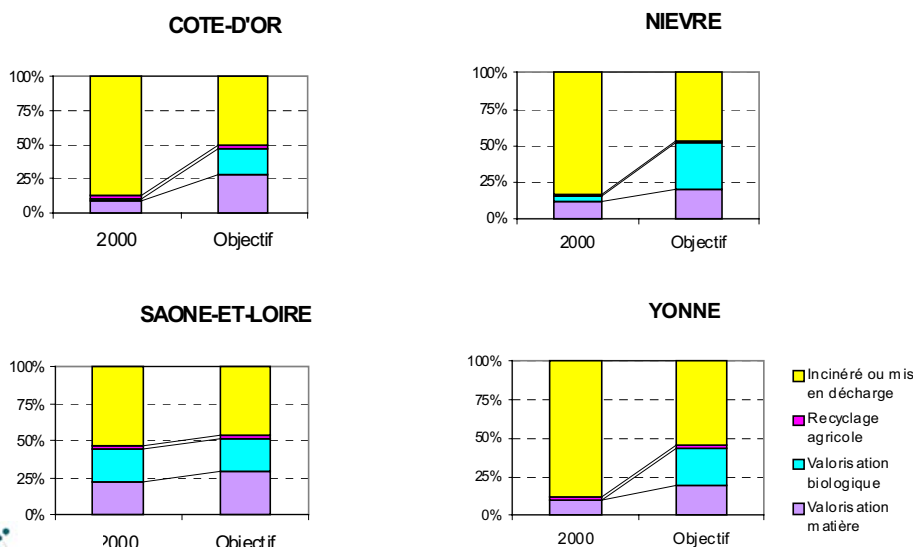 COTE-D'OR
100%
75%
50%
25%
0%
2000 Objectif
NIEVRE
100%
75%
50%
25%
0%
2000 Objectif
SAONE-ET-LOIRE
100%
75%
50%
25%
0%
2000 Objectif
YONNE
100%
75%
50%
25%
0%
2000 Objectif
Incinéré ou mis
en décharge
Recyclage
agricole
Valorisation
biologique
Valorisation
matière